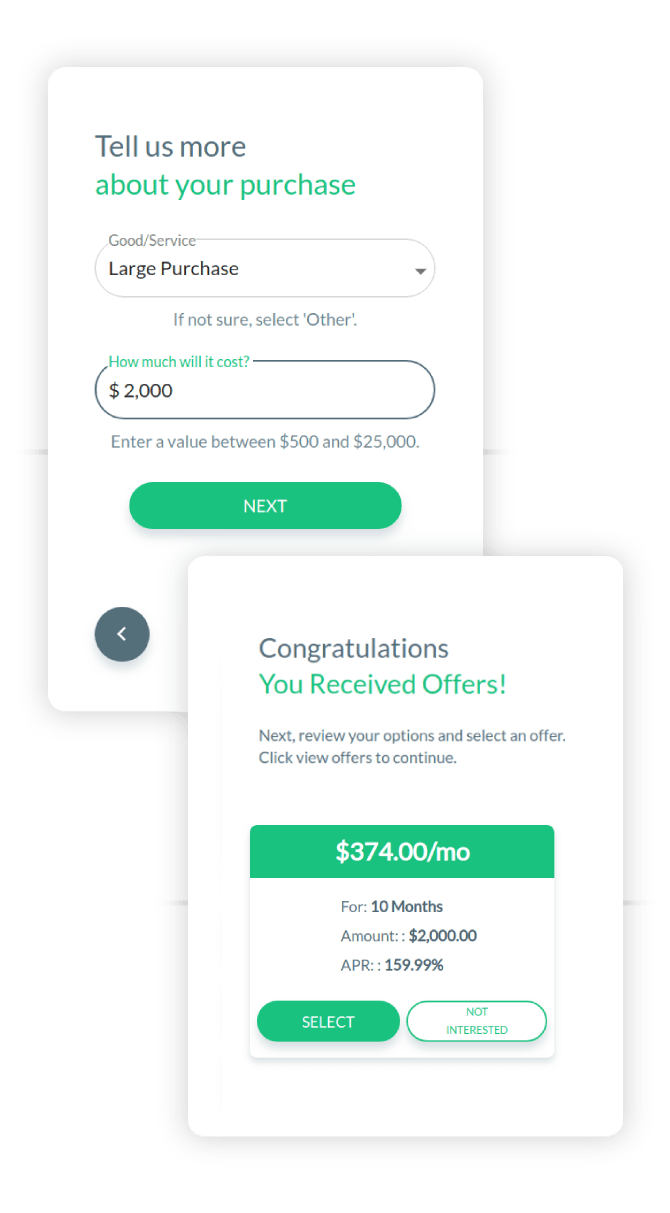 Tell us more
about your purchase
Good/Service
Large Purchase
If not sure, select 'Other'.
How much will it cost?
$ 2,000
Enter a value between $500 and $25,000.
NEXT
Congratulations
You Received Offers!
Next, review your options and select an offer.
Click view offers to continue.
$374.00/mo
For: 10 Months
Amount: : $2,000.00
APR: : 159.99%
SELECT
NOT
INTERESTED